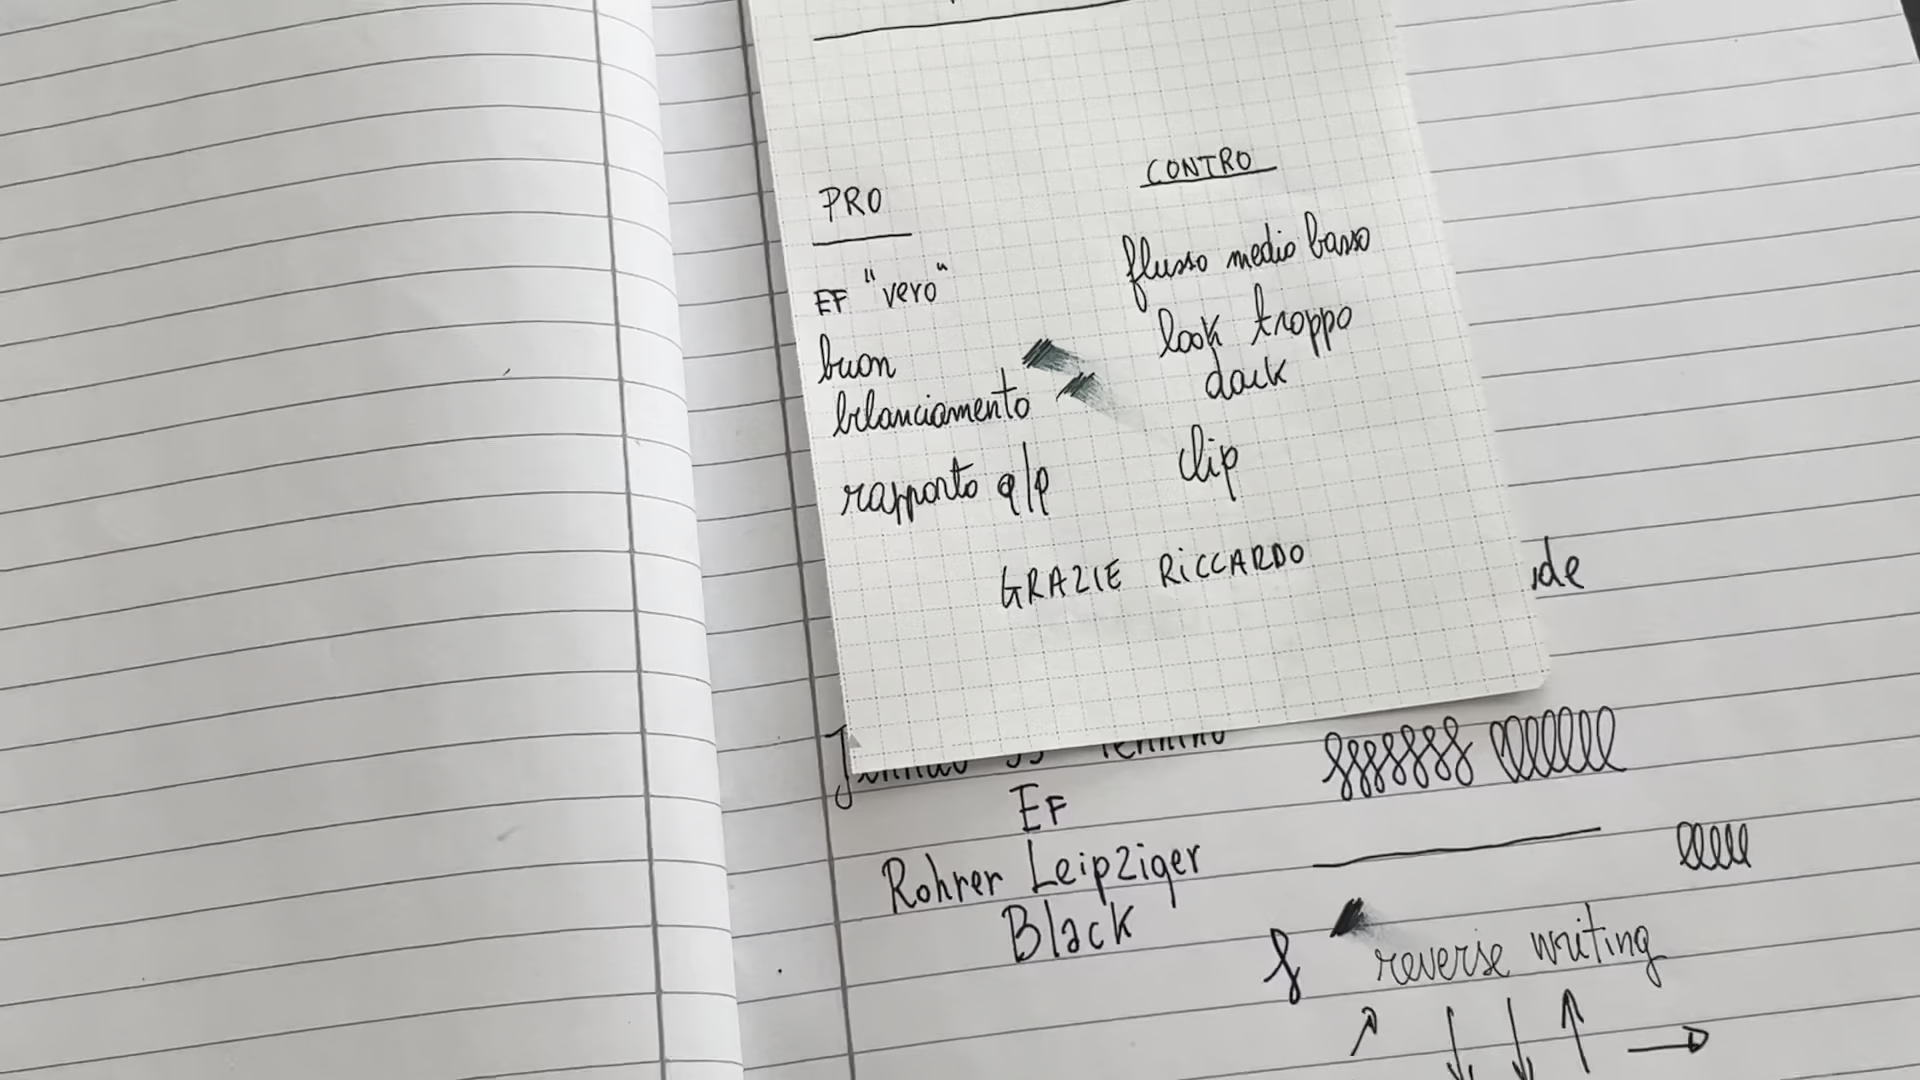 PRO
EF "vero"
buon
bilanciamento
rapporto q/p
CONTRO
flusso medio basso
look troppo
dark
clip
GRAZIE RiCCARDO
de
EF
Rohrer Leipziger
Black
reverse writing